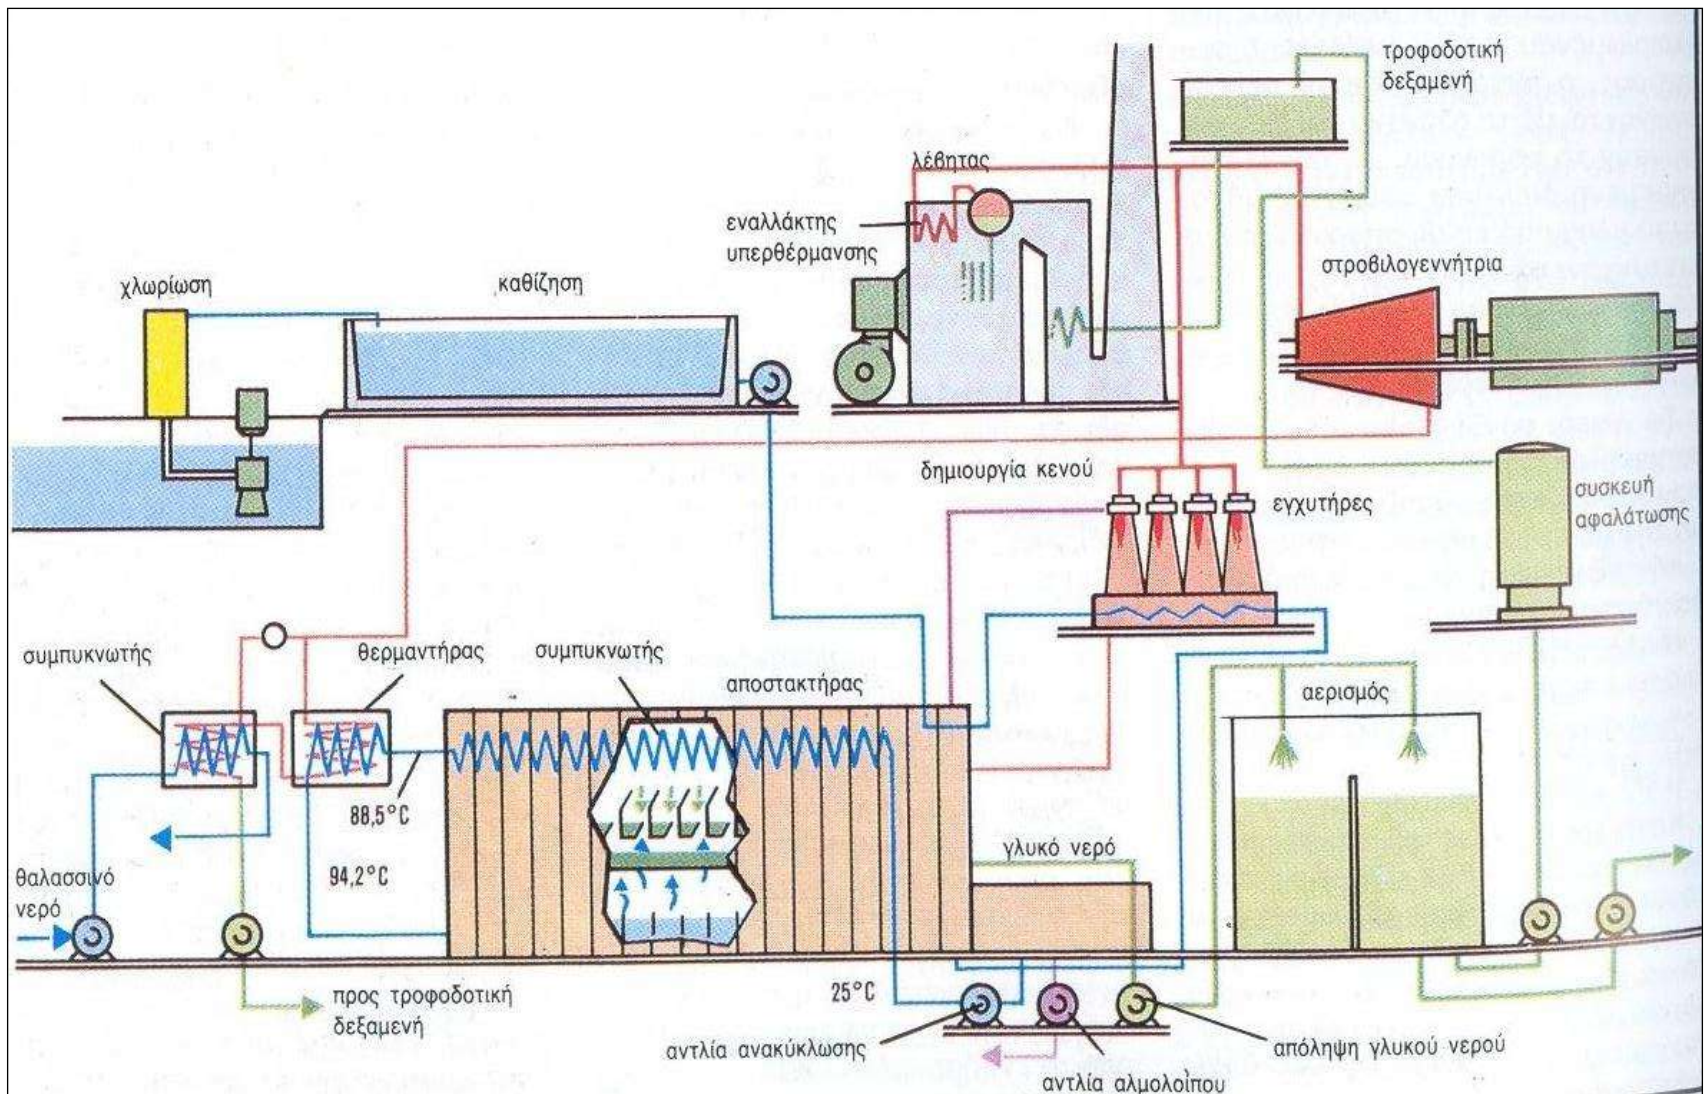 τροφοδοτική
δεξαμενή
λέβητας
εναλλάκτης
υπερθέρμανσης
στροβιλογεννήτρια
χλωρίωση
καθίζηση
δημιουργία κενού
εγχυτήρες
συσκευή
αφαλάτωσης
συμπυκνωτής
θερμαντήρας
συμπυκνωτής
αποστακτήρας
αερισμός
88,5°C
94,2°C
θαλασσινό
νερό
γλυκό νερό
προς τροφοδοτική
δεξαμενή
25°C
αντλία ανακύκλωσης
αντλία αλμολοίπου
απόληψη γλυκού νερού